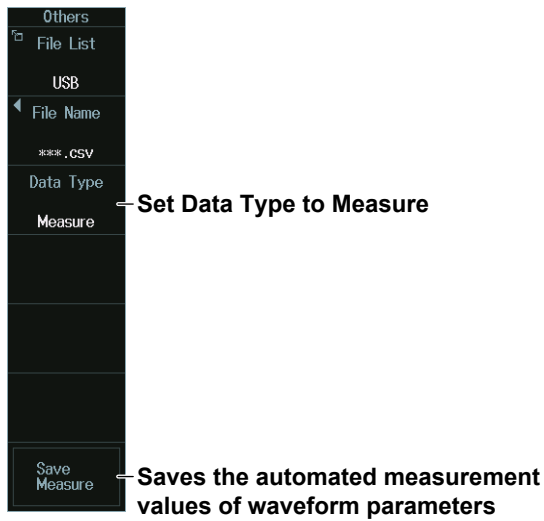 Others
File List
USB
File Name
***.csv
Data Type
Measure
Set Data Type to Measure
Save
Measure
Saves the automated measurement
values of waveform parameters